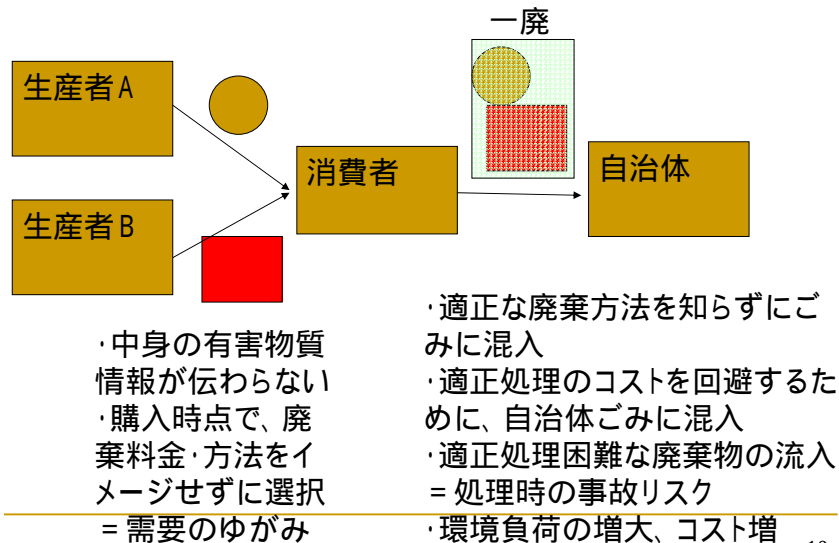 一廃
生産者A
消費者
自治体
生産者B
・中身の有害物質
情報が伝わらない
・購入時点で、廃
棄料金・方法をイ
メージせずに選択
=需要のゆがみ
・適正な廃棄方法を知らずにご
みに混入
・適正処理のコストを回避するた
めに、自治体ごみに混入
・適正処理困難な廃棄物の流入
=処理時の事故リスク
・環境負荷の増大、コスト増